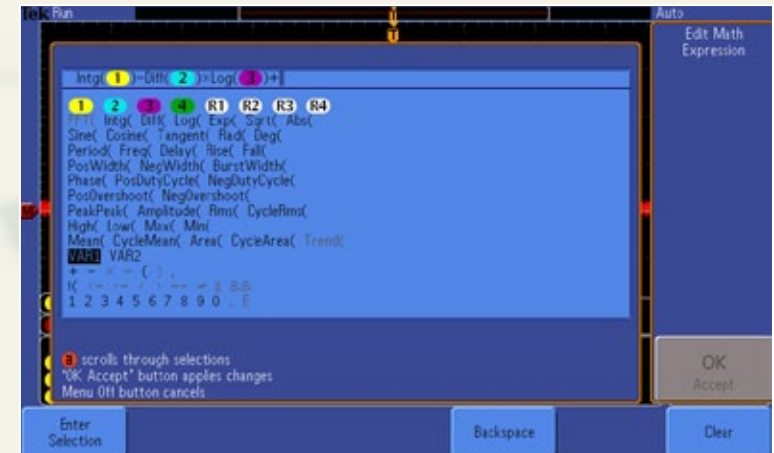 Tek Run Auto
Edit Math
Expression
Intg( 1 )-Diff( 2 )×Log( 3 )+
1 2 3 4 R1 R2 R3 R4
FFT( Intg( Diff( Log( Exp( Sqrt( Abs(
Sine( Cosine( Tangent( Rad( Deg(
Period( Freq( Delay( Rise( Fall(
PosWidth( NegWidth( BurstWidth(
Phase( PosDutyCycle( NegDutyCycle(
PosOvershoot( NegOvershoot(
PeakPeak( Amplitude( Rms( CycleRms(
High( Low( Max( Min(
Mean( CycleMean( Area( CycleArea( Trend(
VAR1 VAR2
+ - ( ) ,
!(
1 2 3 4 5 6 7 8 9 0 . E
a scrolls through selections
"OK Accept" button applies changes
Menu Off button cancels
OK
Accept
Enter
Selection
Backspace
Clear